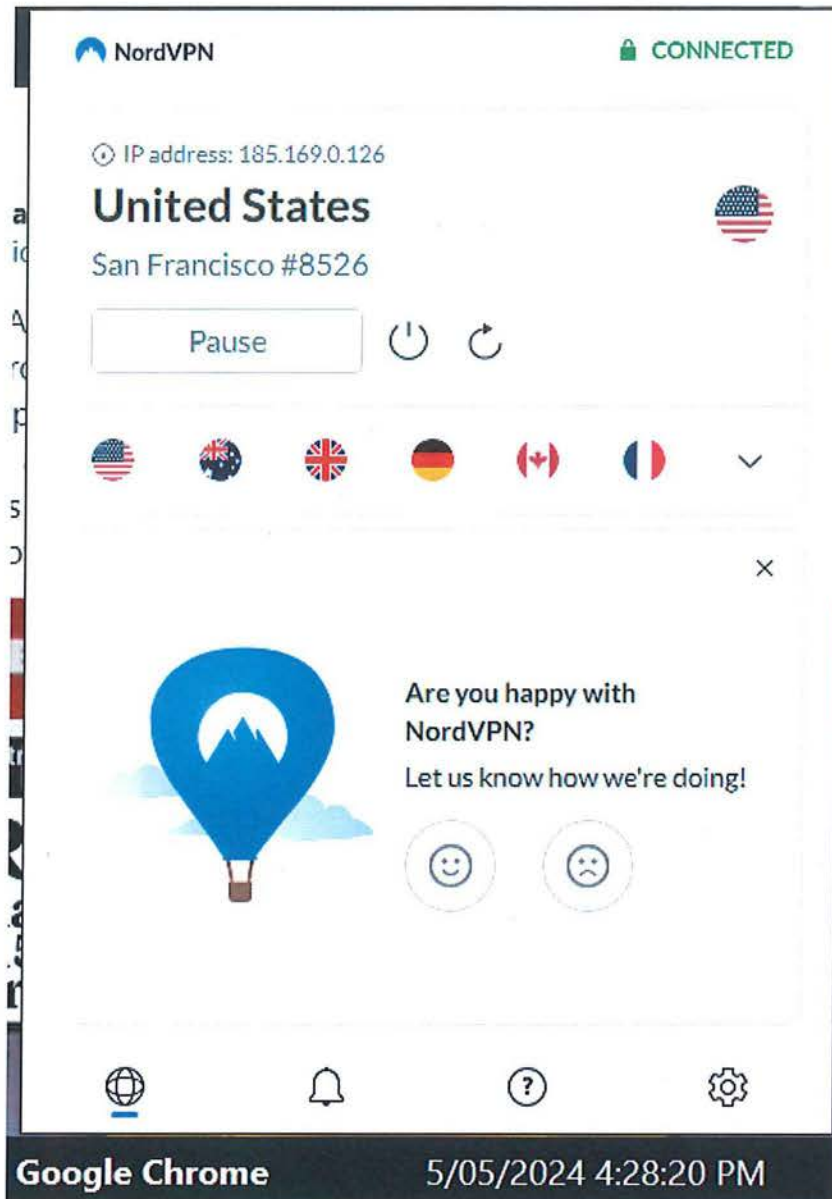 NordVPN
CONNECTED
IP address: 185.169.0.126
United States
San Francisco #8526
Pause
Are you happy with
NordVPN?
Let us know how we're doing!
Google Chrome
5/05/2024 4:28:20 PM